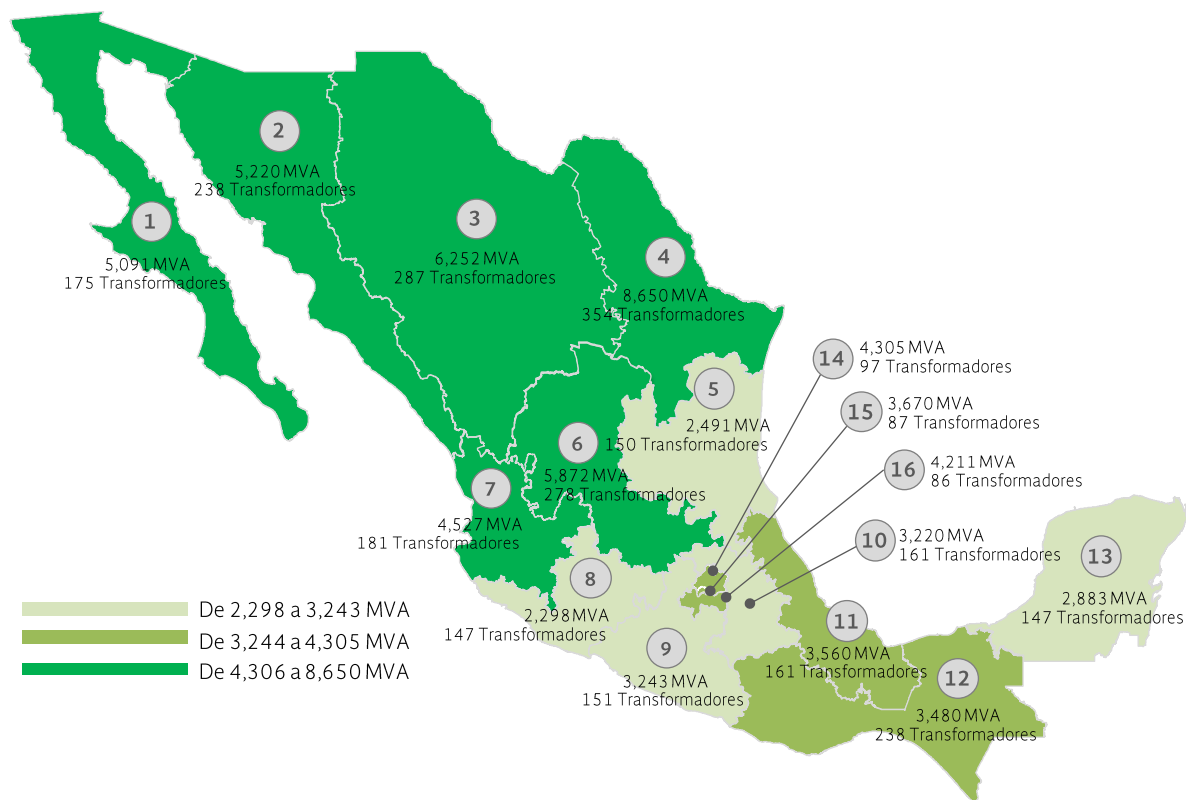 1
5,091 MVA
175 Transformadores
2
5,220 MVA
238 Transformadores
3
6,252 MVA
287 Transformadores
4
8,650 MVA
354 Transformadores
5
2,491 MVA
150 Transformadores
6
5,872 MVA
278 Transformadores
7
4,527 MVA
181 Transformadores
8
2,298 MVA
147 Transformadores
9
3,243 MVA
151 Transformadores
14
4,305 MVA
97 Transformadores
15
3,670 MVA
87 Transformadores
16
4,211 MVA
86 Transformadores
10
3,220 MVA
161 Transformadores
11
3,560 MVA
161 Transformadores
12
3,480 MVA
238 Transformadores
13
2,883 MVA
147 Transformadores
De 2,298 a 3,243 MVA
De 3,244 a 4,305 MVA
De 4,306 a 8,650 MVA